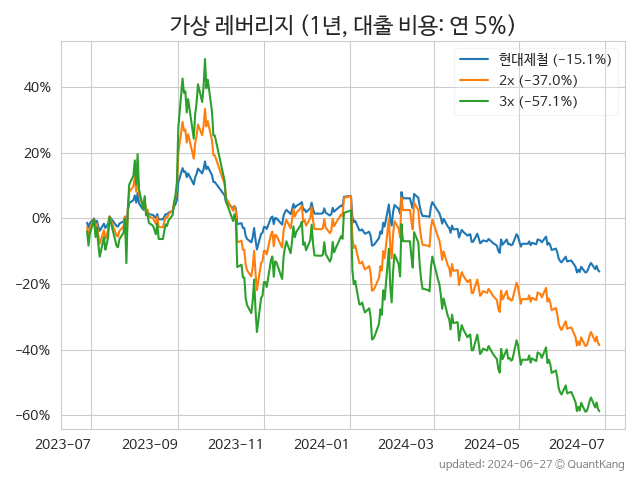 가상 레버리지 (1년, 대출 비용: 연 5%)
현대제철 (−15.1%)
2x (−37.0%)
3x (−57.1%)
40%
20%
0%
−20%
−40%
−60%
2023-07 2023-09 2023-11 2024-01 2024-03 2024-05 2024-07
updated: 2024-06-27 © QuantKang